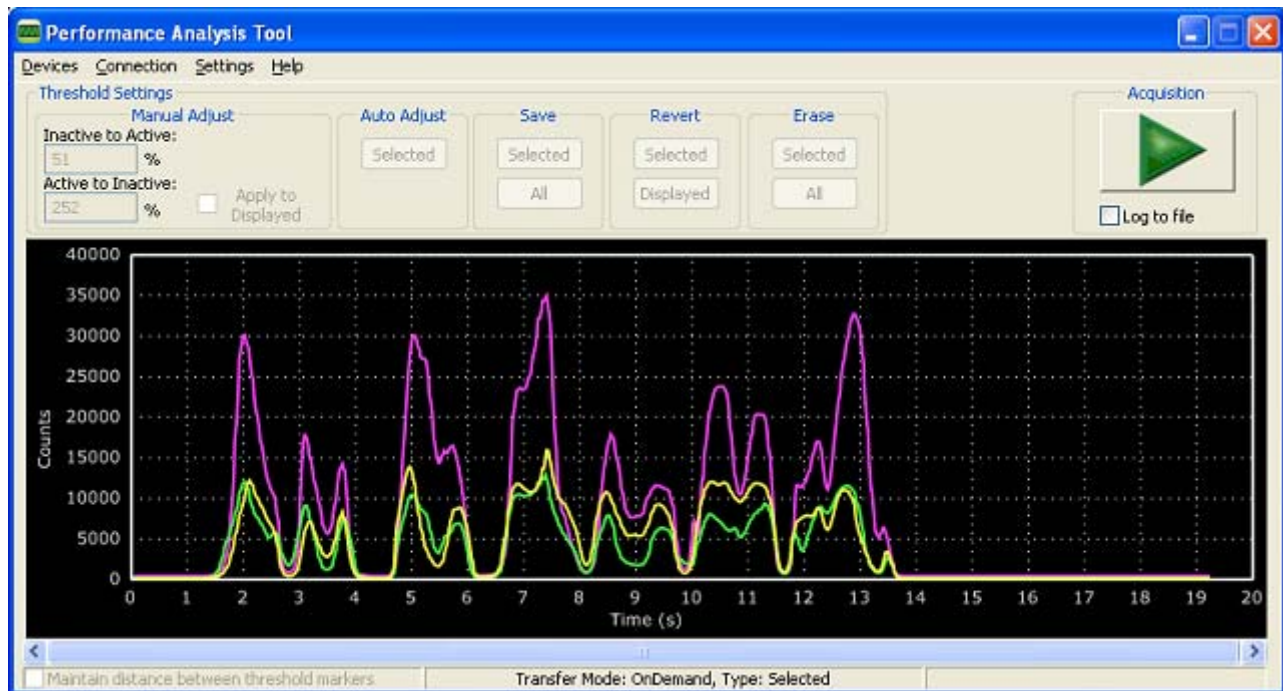 Performance Analysis Tool
Devices Connection Settings Help
Threshold Settings
Manual Adjust
Inactive to Active:
51 %
Active to Inactive:
252 %
Apply to
Displayed
Auto Adjust
Selected
Save
Selected
All
Revert
Selected
Displayed
Erase
Selected
All
Acquisition
Log to file
Counts
40000
35000
30000
25000
20000
15000
10000
5000
0
0 1 2 3 4 5 6 7 8 9 10 11 12 13 14 15 16 17 18 19 20
Time (s)
Maintain distance between threshold markers
Transfer Mode: OnDemand, Type: Selected